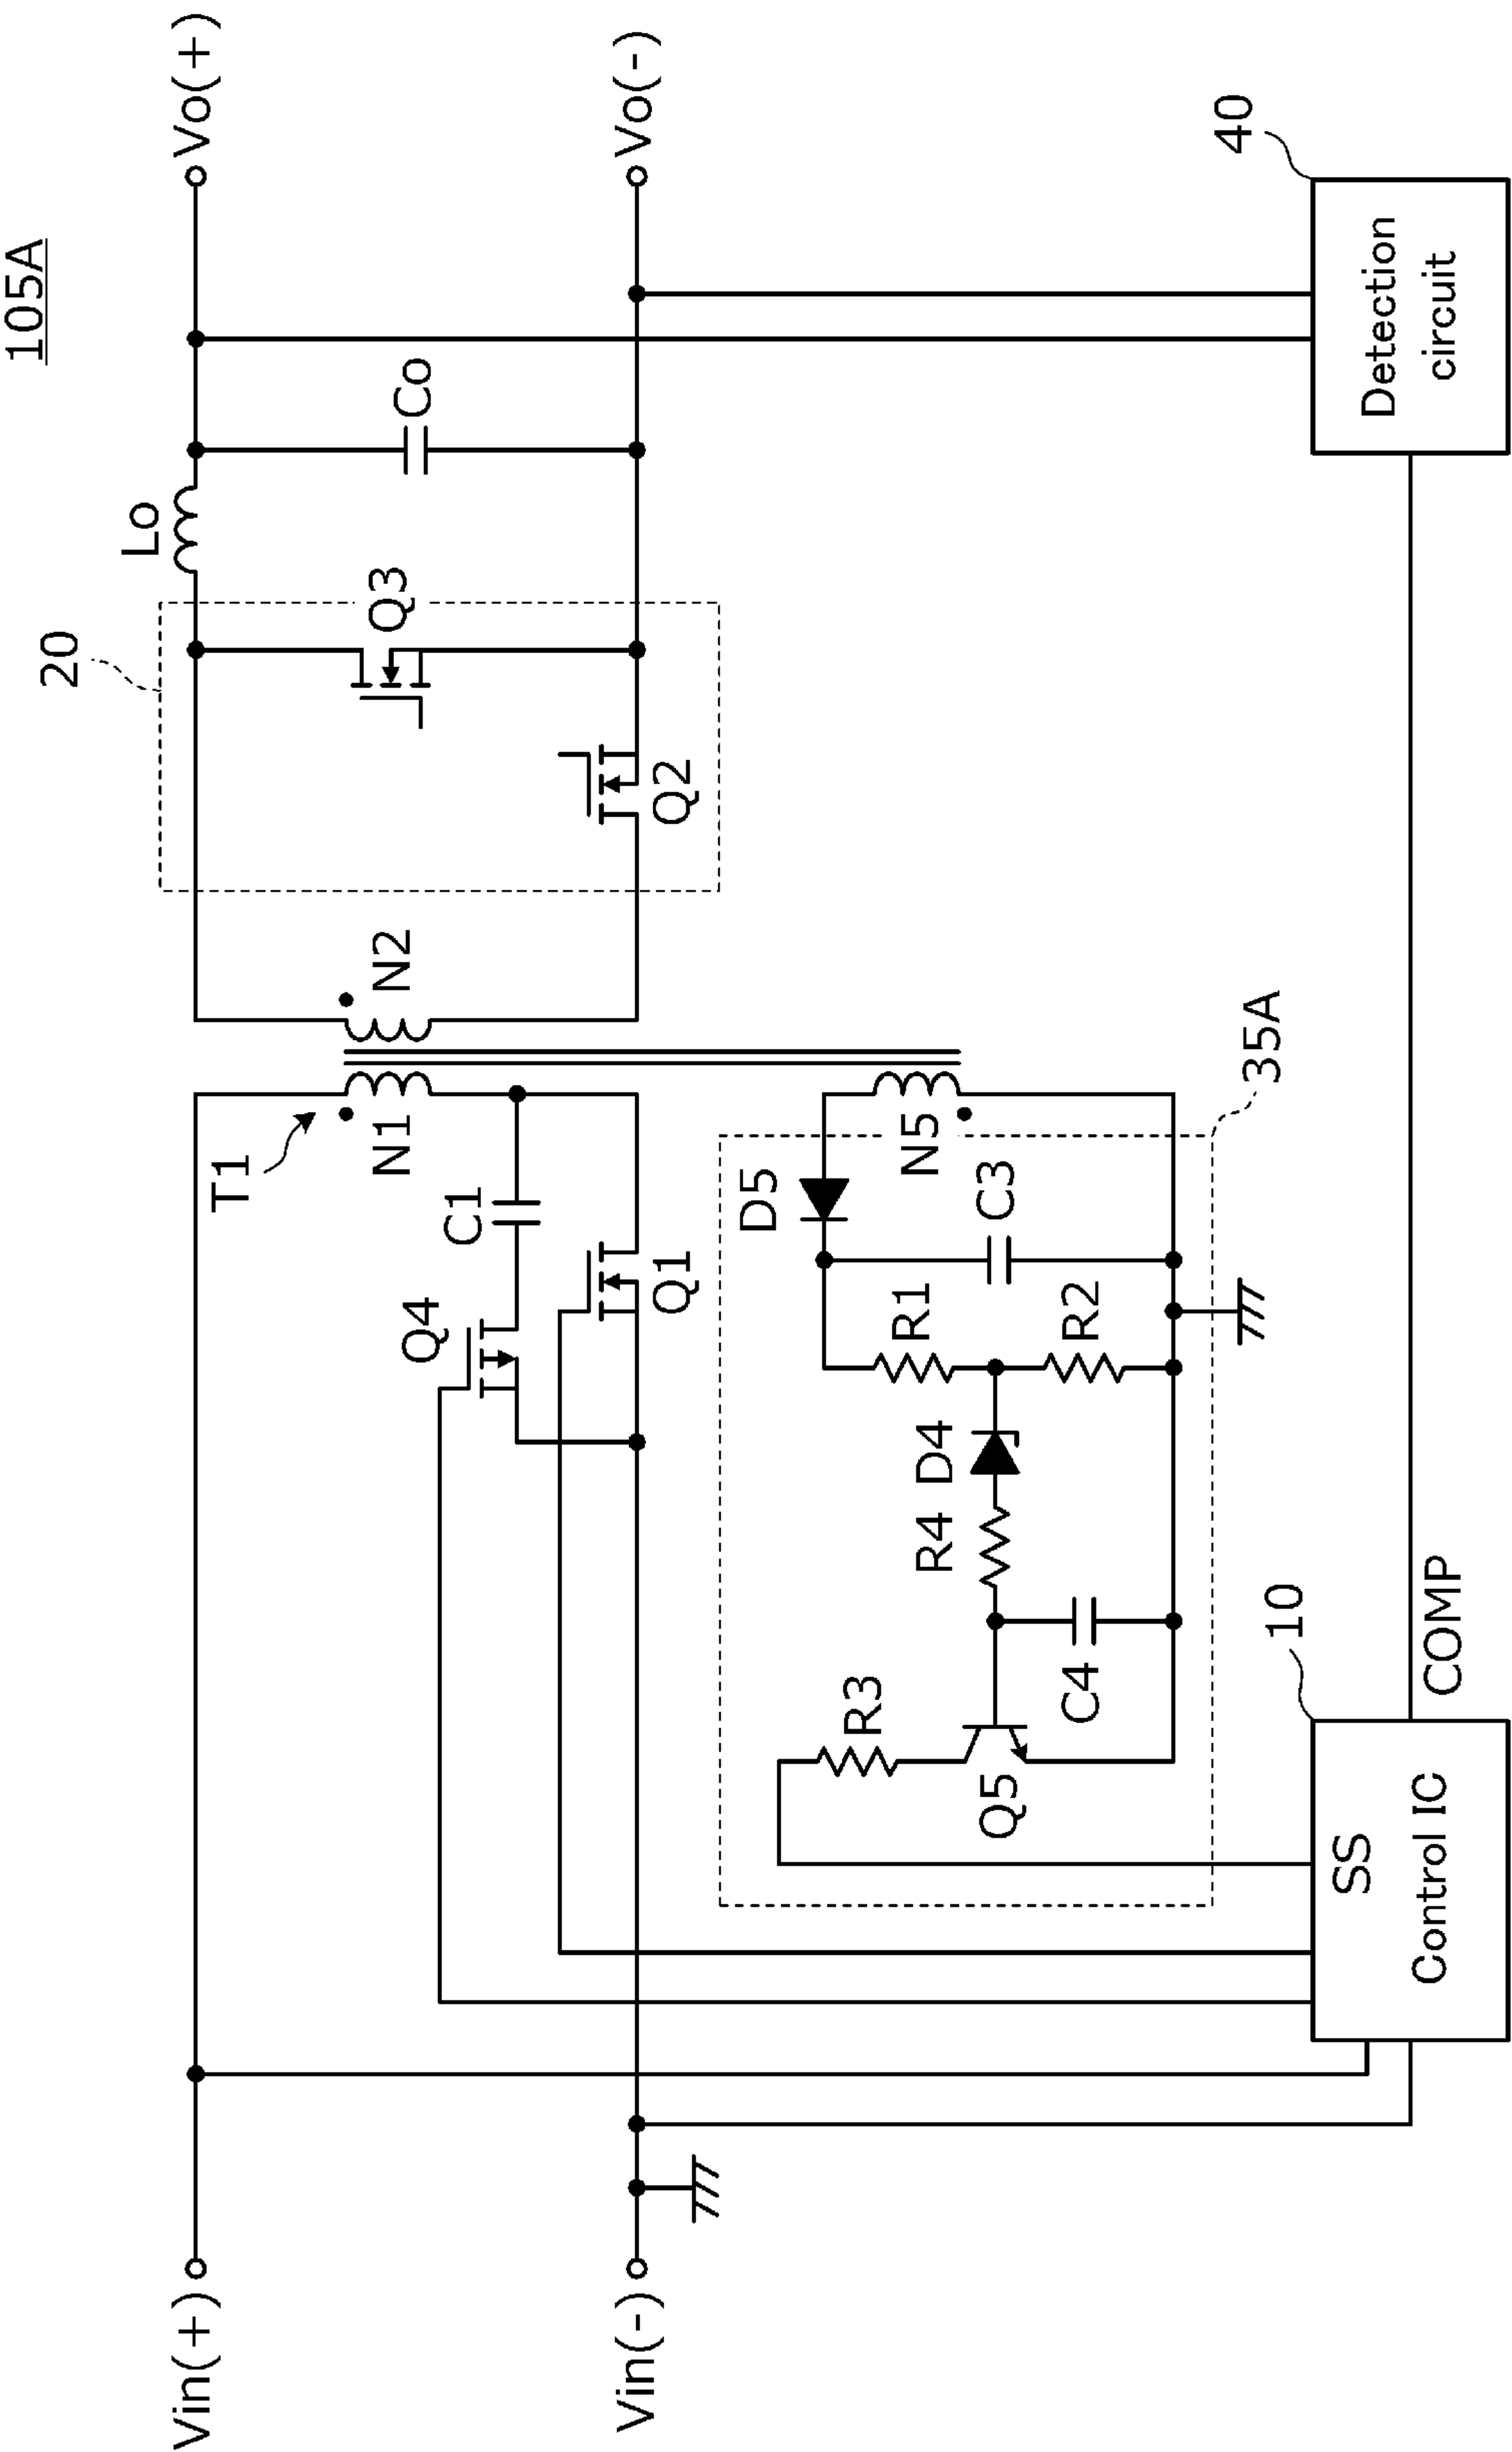 105A
Vin(+)
Vin(-)
Vo(+)
Vo(-)
T1
N1
N2
20
Lo
Co
Q3
Q2
C1
Q4
Q1
D5
N5
C3
R1
R2
D4
R4
C4
R3
Q5
35A
10
SS
Control IC
COMP
40
Detection
circuit